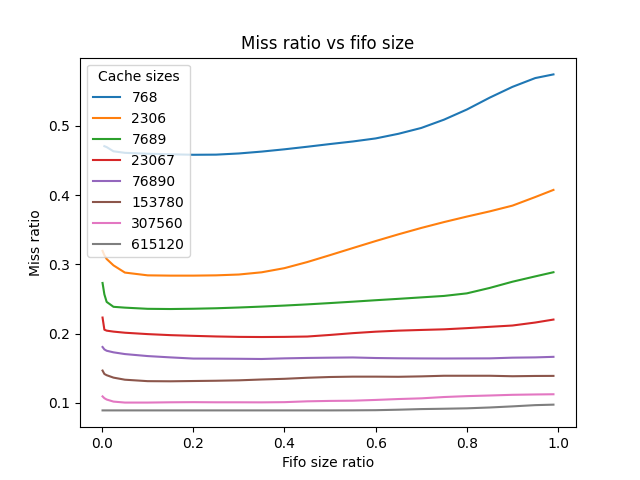 Miss ratio vs fifo size
Cache sizes
768
2306
7689
23067
76890
153780
307560
615120
Miss ratio
0.5
0.4
0.3
0.2
0.1
0.0 0.2 0.4 0.6 0.8 1.0
Fifo size ratio